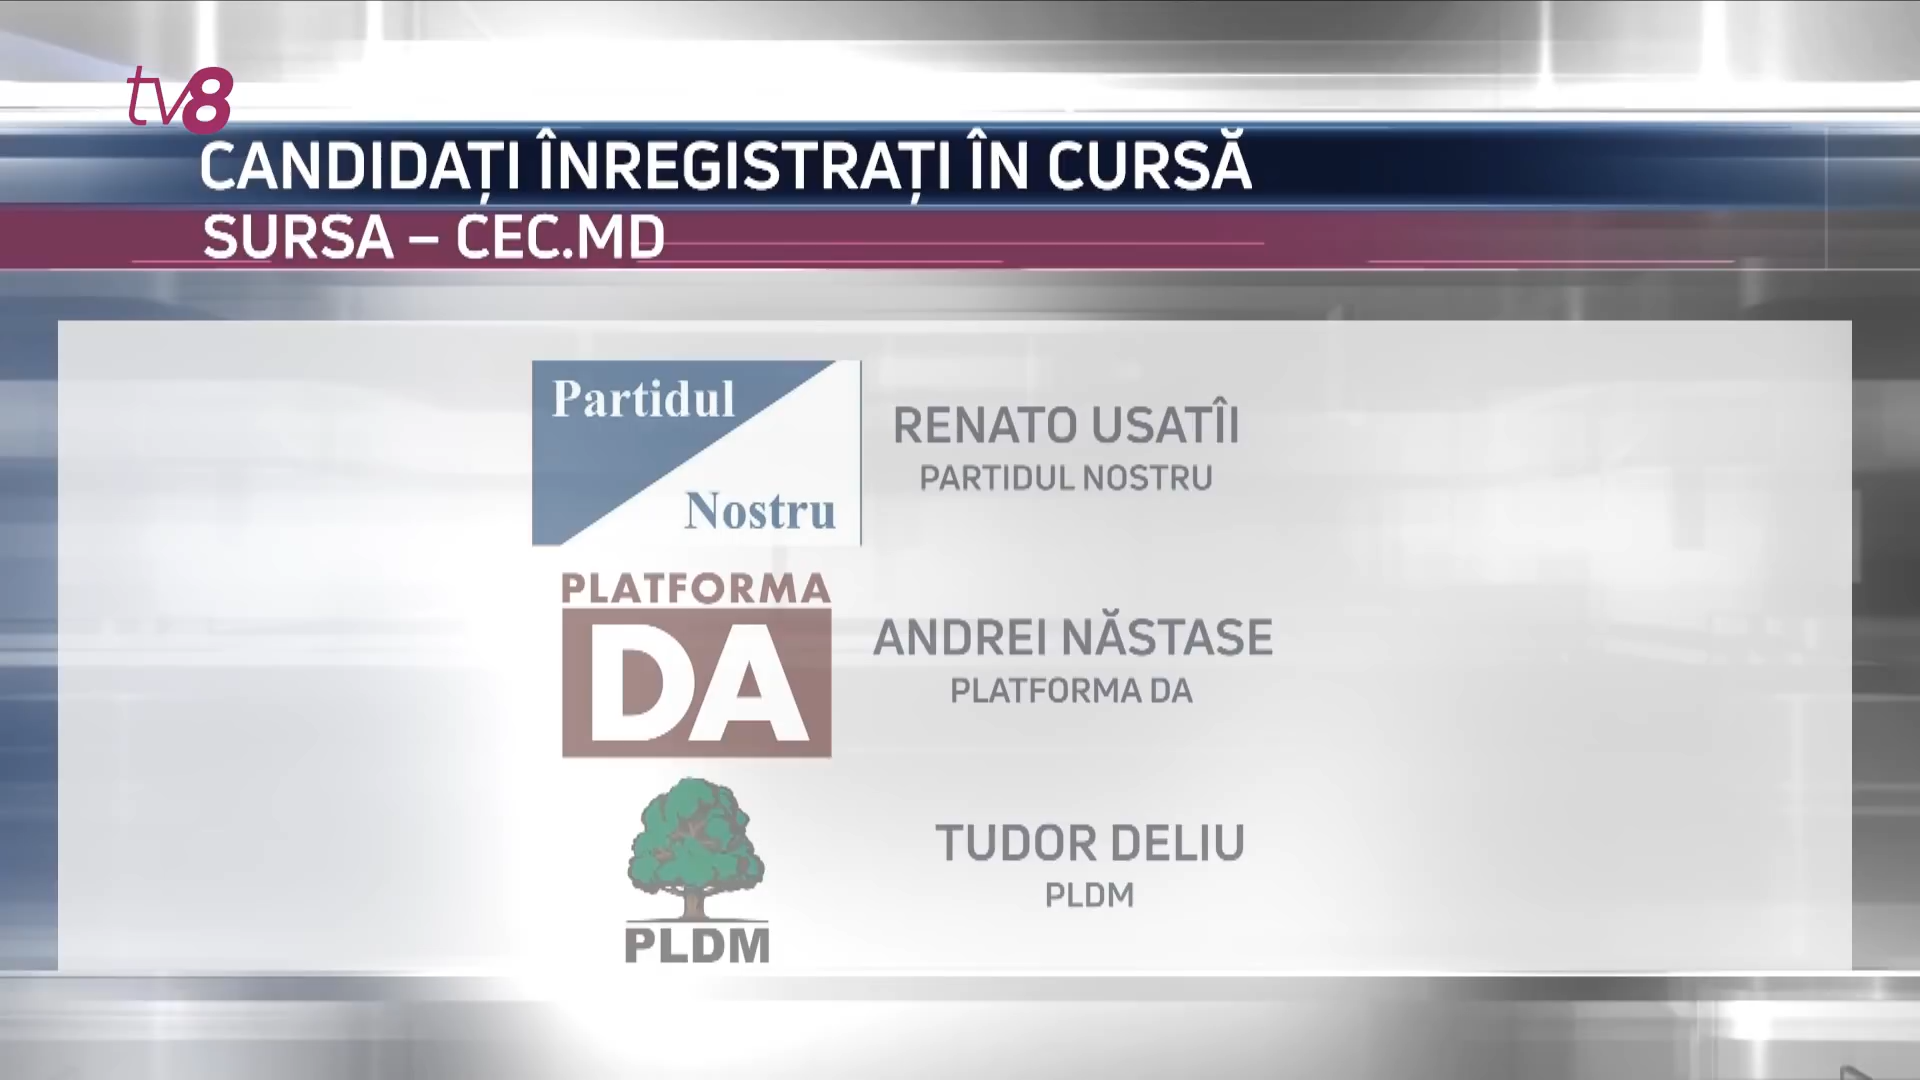 tv8
CANDIDAȚI ÎNREGISTRAȚI ÎN CURSĂ
SURSA – CEC.MD
Partidul
Nostru
RENATO USATÎI
PARTIDUL NOSTRU
PLATFORMA
DA
ANDREI NĂSTASE
PLATFORMA DA
PLDM
TUDOR DELIU
PLDM